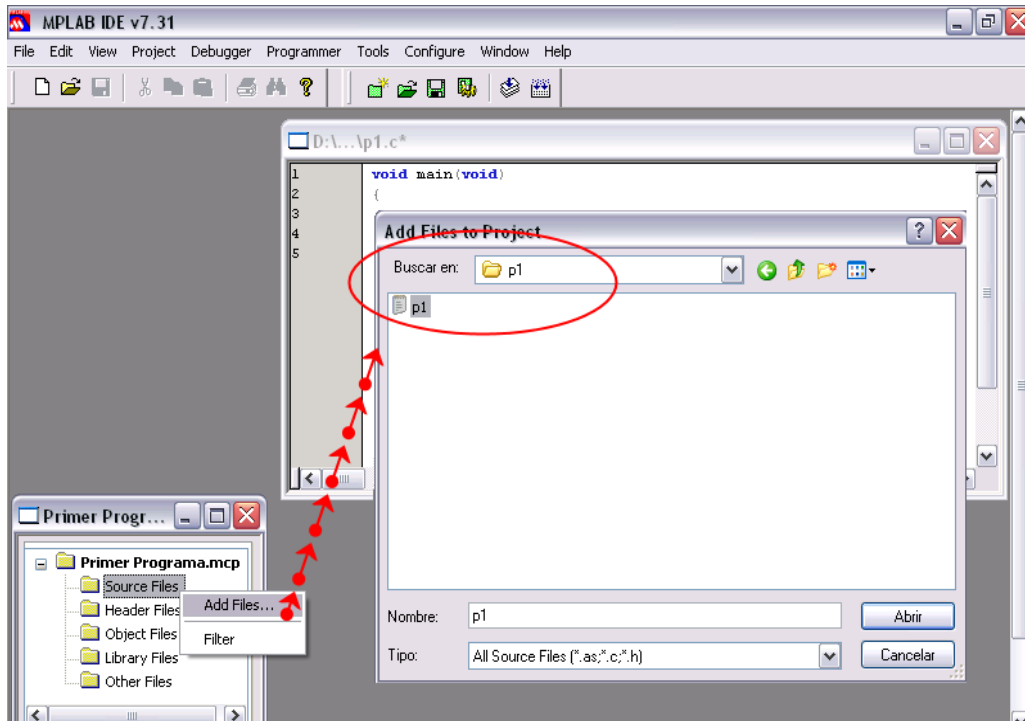 MPLAB IDE v7.31
File Edit View Project Debugger Programmer Tools Configure Window Help
D:\...\p1.c*
1 void main(void)
2 {
3
4
5
Add Files to Project
Buscar en: p1
p1
Nombre: p1 Abrir
Tipo: All Source Files (*.as;*.c;*.h) Cancelar
Primer Progr...
Primer Programa.mcp
Source Files
Header Files
Object Files
Library Files
Other Files
Add Files...
Filter